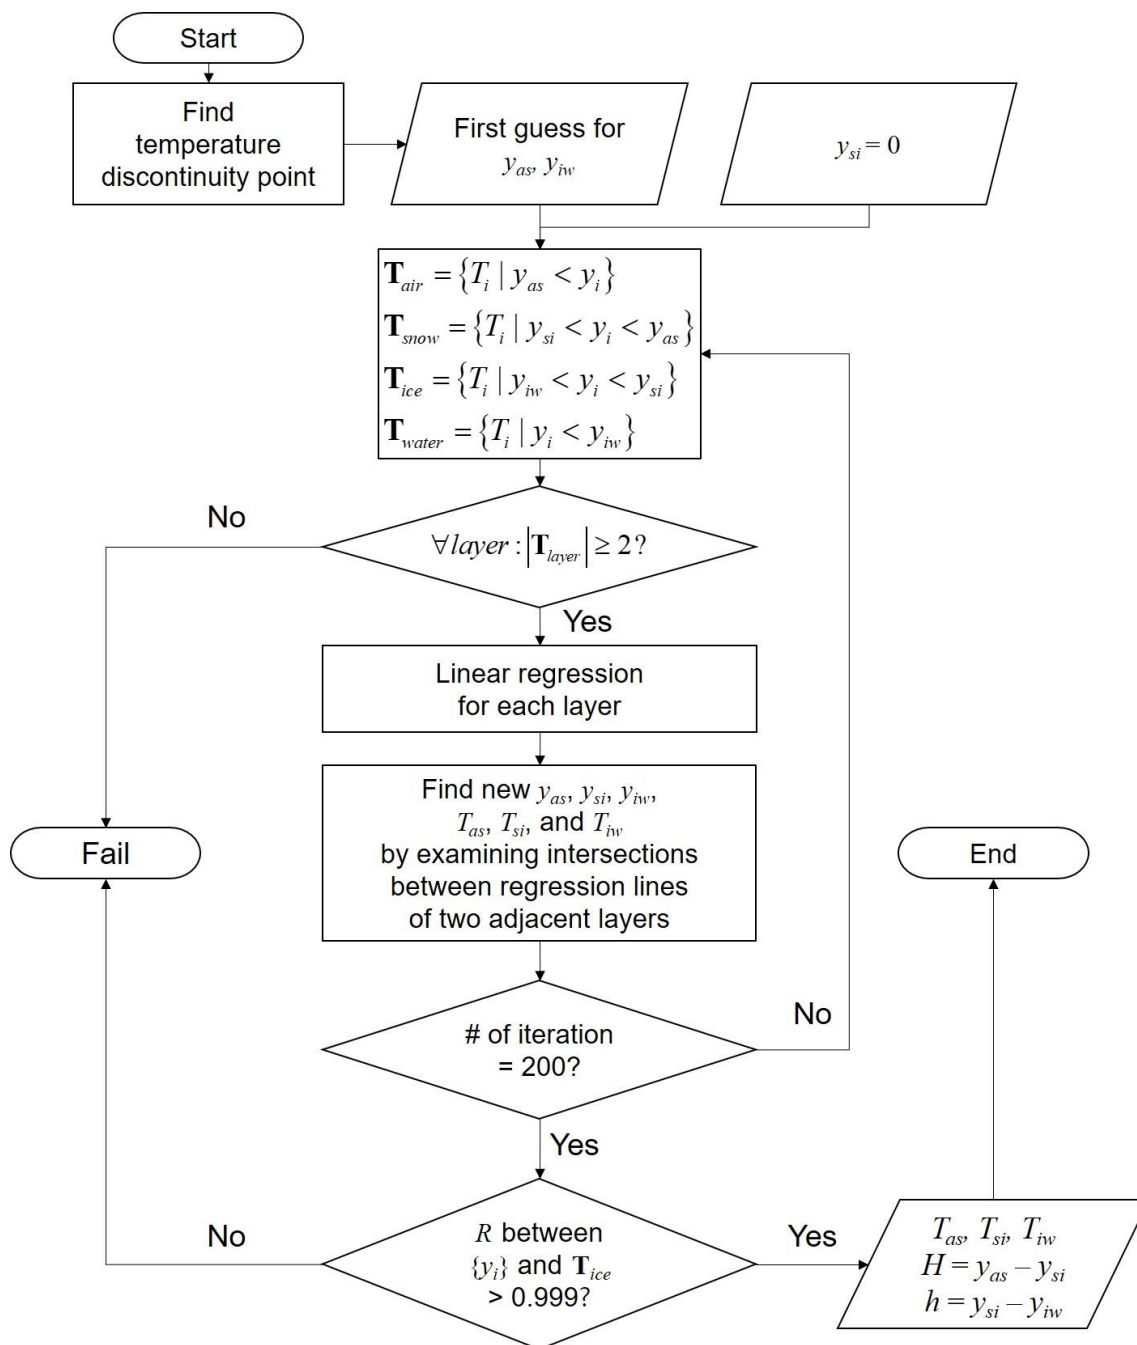 Start
Find
temperature
discontinuity point
First guess for
y_as, y_iw
y_si = 0
T_air = {T_i | y_as < y_i}
T_snow = {T_i | y_si < y_i < y_as}
T_ice = {T_i | y_iw < y_i < y_si}
T_water = {T_i | y_i < y_iw}
No
∀layer : |T_layer| ≥ 2?
Yes
Linear regression
for each layer
Find new y_as, y_si, y_iw,
T_as, T_si, and T_iw
by examining intersections
between regression lines
of two adjacent layers
Fail
End
# of iteration
= 200?
No
Yes
R between
{y_i} and T_ice
> 0.999?
No
Yes
T_as, T_si, T_iw
H = y_as – y_si
h = y_si – y_iw